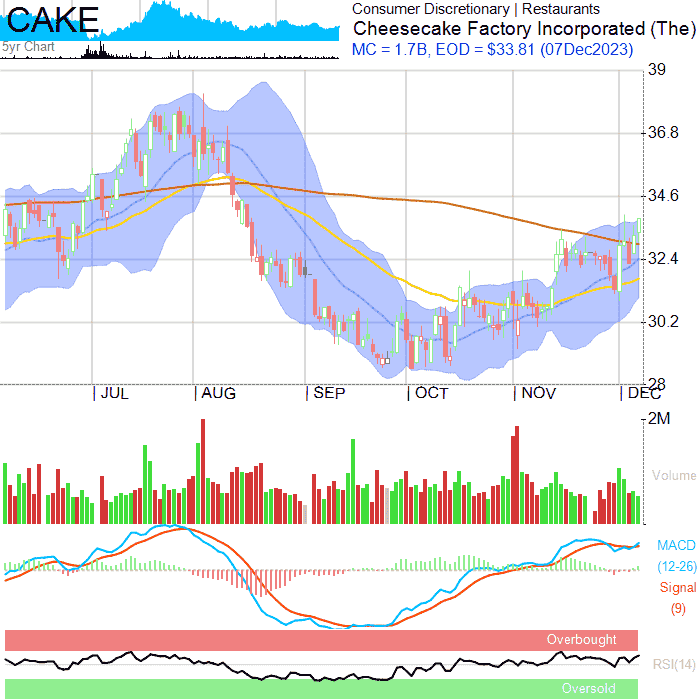 CAKE
5yr Chart
Consumer Discretionary | Restaurants
Cheesecake Factory Incorporated (The)
MC = 1.7B, EOD = $33.81 (07Dec2023)
39
36.8
34.6
32.4
30.2
28
| JUL | AUG | SEP | OCT | NOV | DEC
2M
Volume
MACD
(12-26)
Signal
(9)
Overbought
RSI(14)
Oversold